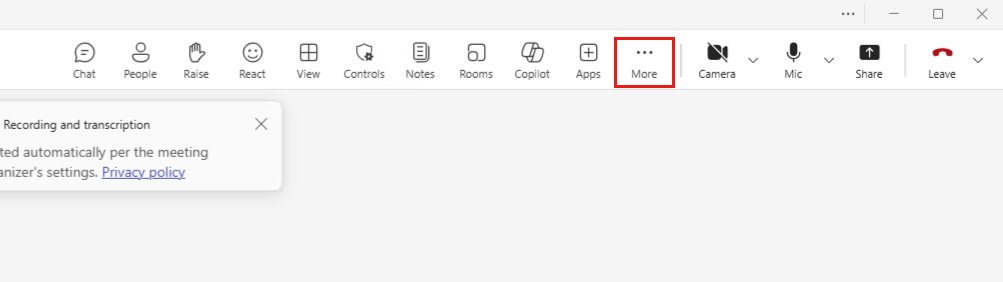 Chat People Raise React View Controls Notes Rooms Copilot Apps More Camera Mic Share Leave
Recording and transcription
ted automatically per the meeting
anizer's settings. Privacy policy